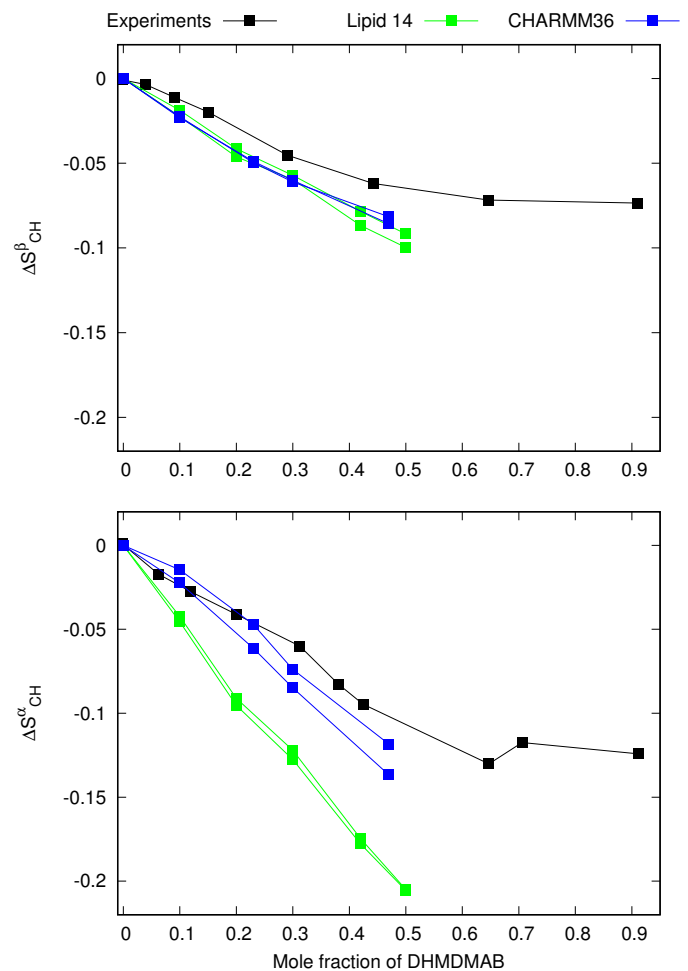 Experiments Lipid 14 CHARMM36
0
-0.05
-0.1
-0.15
-0.2
ΔS^β_CH
0 0.1 0.2 0.3 0.4 0.5 0.6 0.7 0.8 0.9
0
-0.05
-0.1
-0.15
-0.2
ΔS^α_CH
0 0.1 0.2 0.3 0.4 0.5 0.6 0.7 0.8 0.9
Mole fraction of DHMDMAB